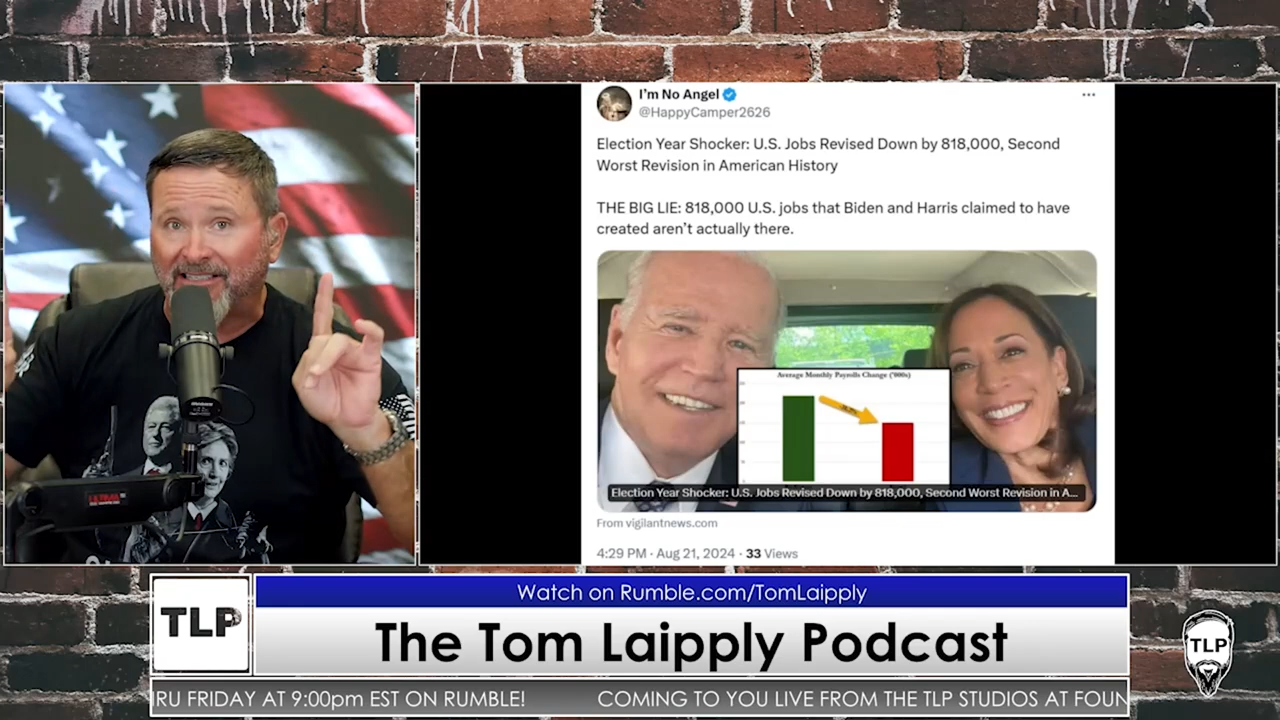 I'm No Angel
@HappyCamper2626
Election Year Shocker: U.S. Jobs Revised Down by 818,000, Second
Worst Revision in American History
THE BIG LIE: 818,000 U.S. jobs that Biden and Harris claimed to have
created aren't actually there.
Average Monthly Payrolls Change ('000s)
Election Year Shocker: U.S. Jobs Revised Down by 818,000, Second Worst Revision in A...
From vigilantnews.com
4:29 PM · Aug 21, 2024 · 33 Views
TLP
Watch on Rumble.com/TomLaipply
The Tom Laipply Podcast
TLP
RU FRIDAY AT 9:00pm EST ON RUMBLE! COMING TO YOU LIVE FROM THE TLP STUDIOS AT FOUN